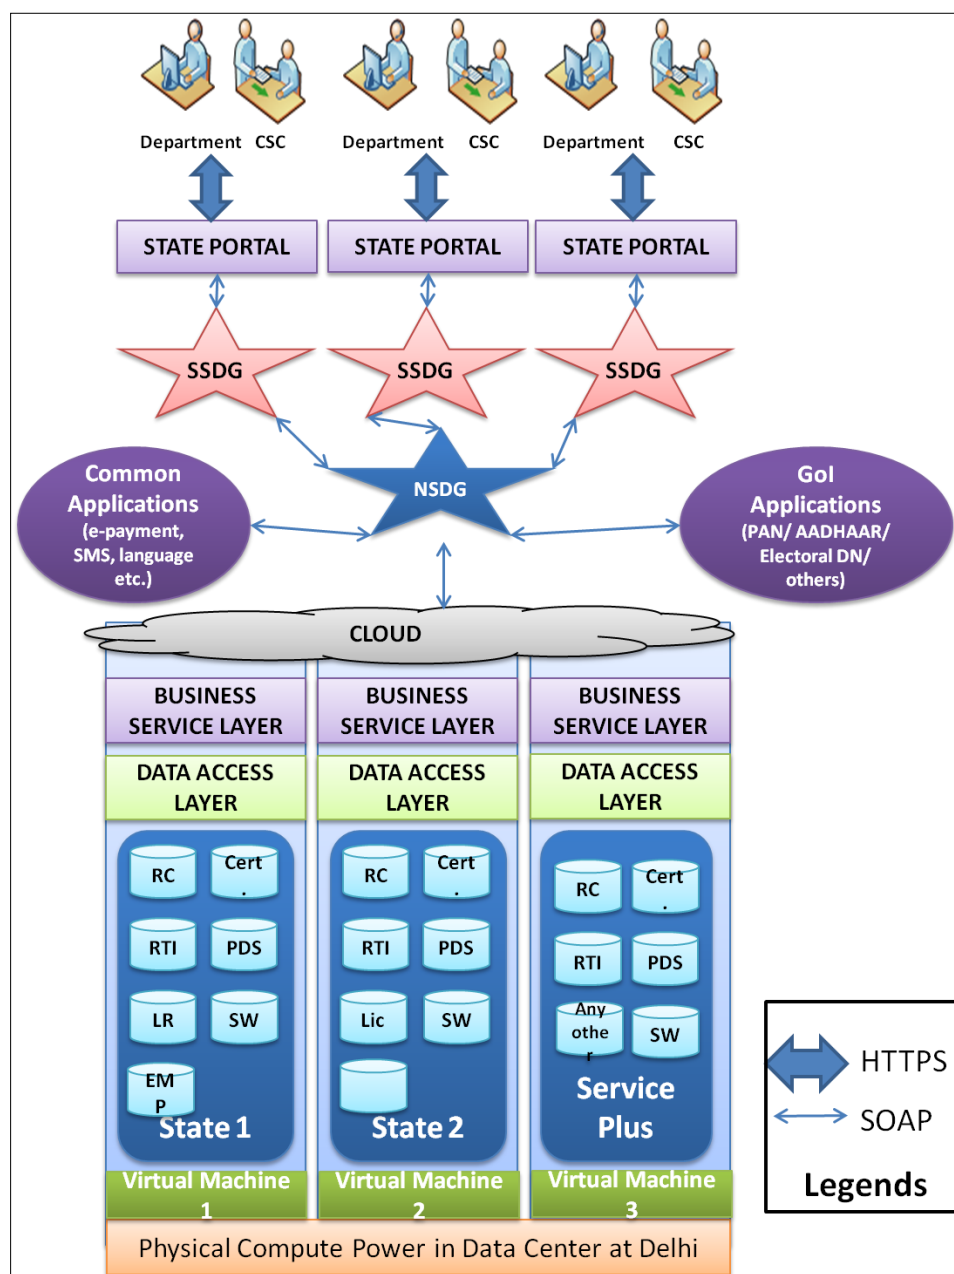 Department CSC Department CSC Department CSC
STATE PORTAL STATE PORTAL STATE PORTAL
SSDG SSDG SSDG
NSDG
Common
Applications
(e-payment,
SMS, language
etc.)
GoI
Applications
(PAN/ AADHAAR/
Electoral DN/
others)
CLOUD
BUSINESS
SERVICE LAYER
BUSINESS
SERVICE LAYER
BUSINESS
SERVICE LAYER
DATA ACCESS
LAYER
DATA ACCESS
LAYER
DATA ACCESS
LAYER
RC Cert
.
RTI PDS
LR SW
EM
P
State 1
RC Cert
.
RTI PDS
Lic SW
State 2
RC Cert
.
RTI PDS
Any
othe
r
SW
Service
Plus
Virtual Machine
1
Virtual Machine
2
Virtual Machine
3
Physical Compute Power in Data Center at Delhi
HTTPS
SOAP
Legends